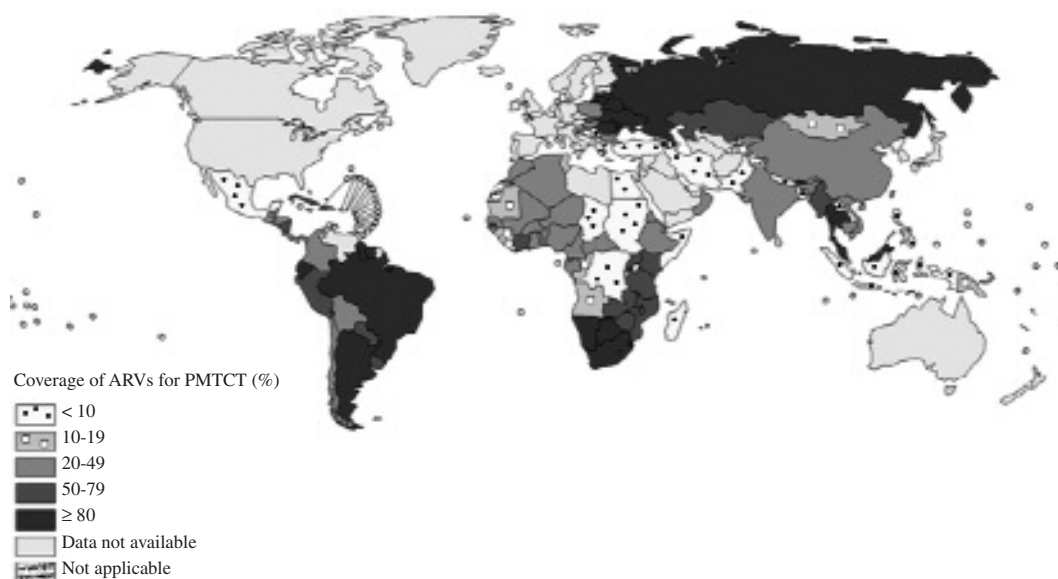 Coverage of ARVs for PMTCT (%)
< 10
10-19
20-49
50-79
≥ 80
Data not available
Not applicable